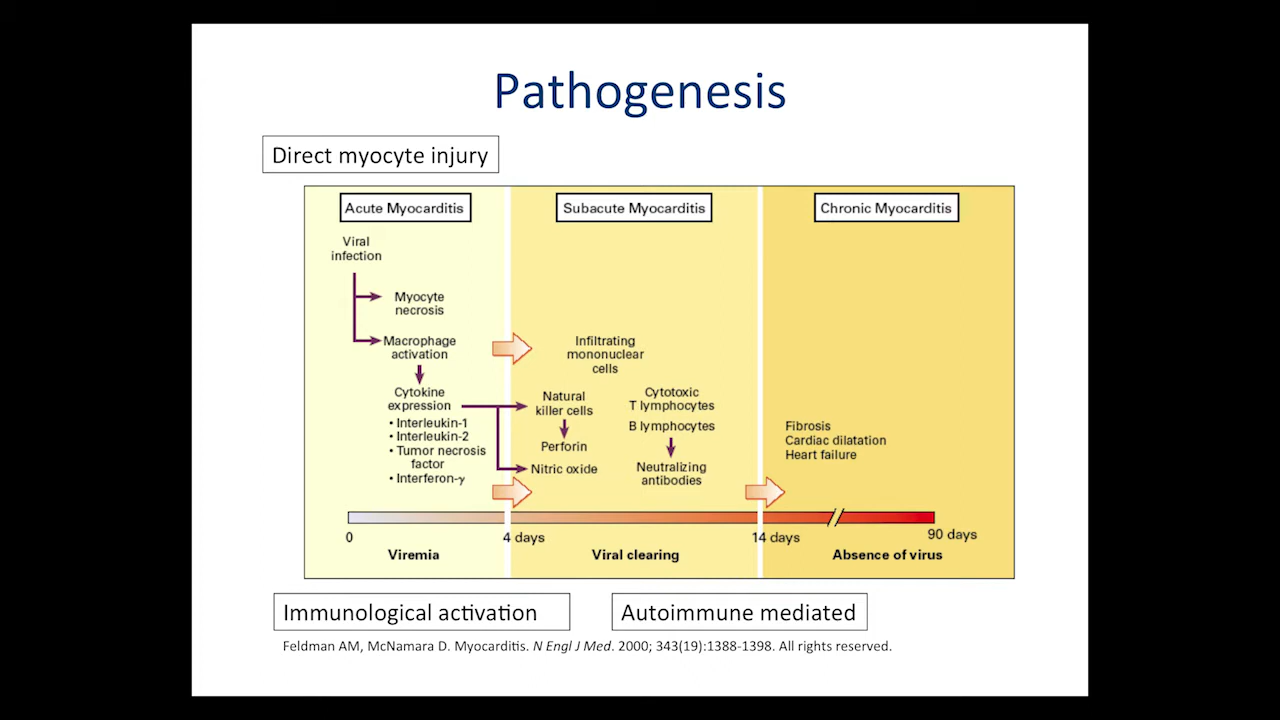 Pathogenesis
Direct myocyte injury
Acute Myocarditis
Viral
infection
Myocyte
necrosis
Macrophage
activation
Cytokine
expression
• Interleukin-1
• Interleukin-2
• Tumor necrosis
factor
• Interferon-γ
Subacute Myocarditis
Infiltrating
mononuclear
cells
Natural
killer cells
Perforin
Nitric oxide
Cytotoxic
T lymphocytes
B lymphocytes
Neutralizing
antibodies
Chronic Myocarditis
Fibrosis
Cardiac dilatation
Heart failure
0
4 days
14 days
90 days
Viremia
Viral clearing
Absence of virus
Immunological activation
Autoimmune mediated
Feldman AM, McNamara D. Myocarditis. N Engl J Med. 2000; 343(19):1388-1398. All rights reserved.